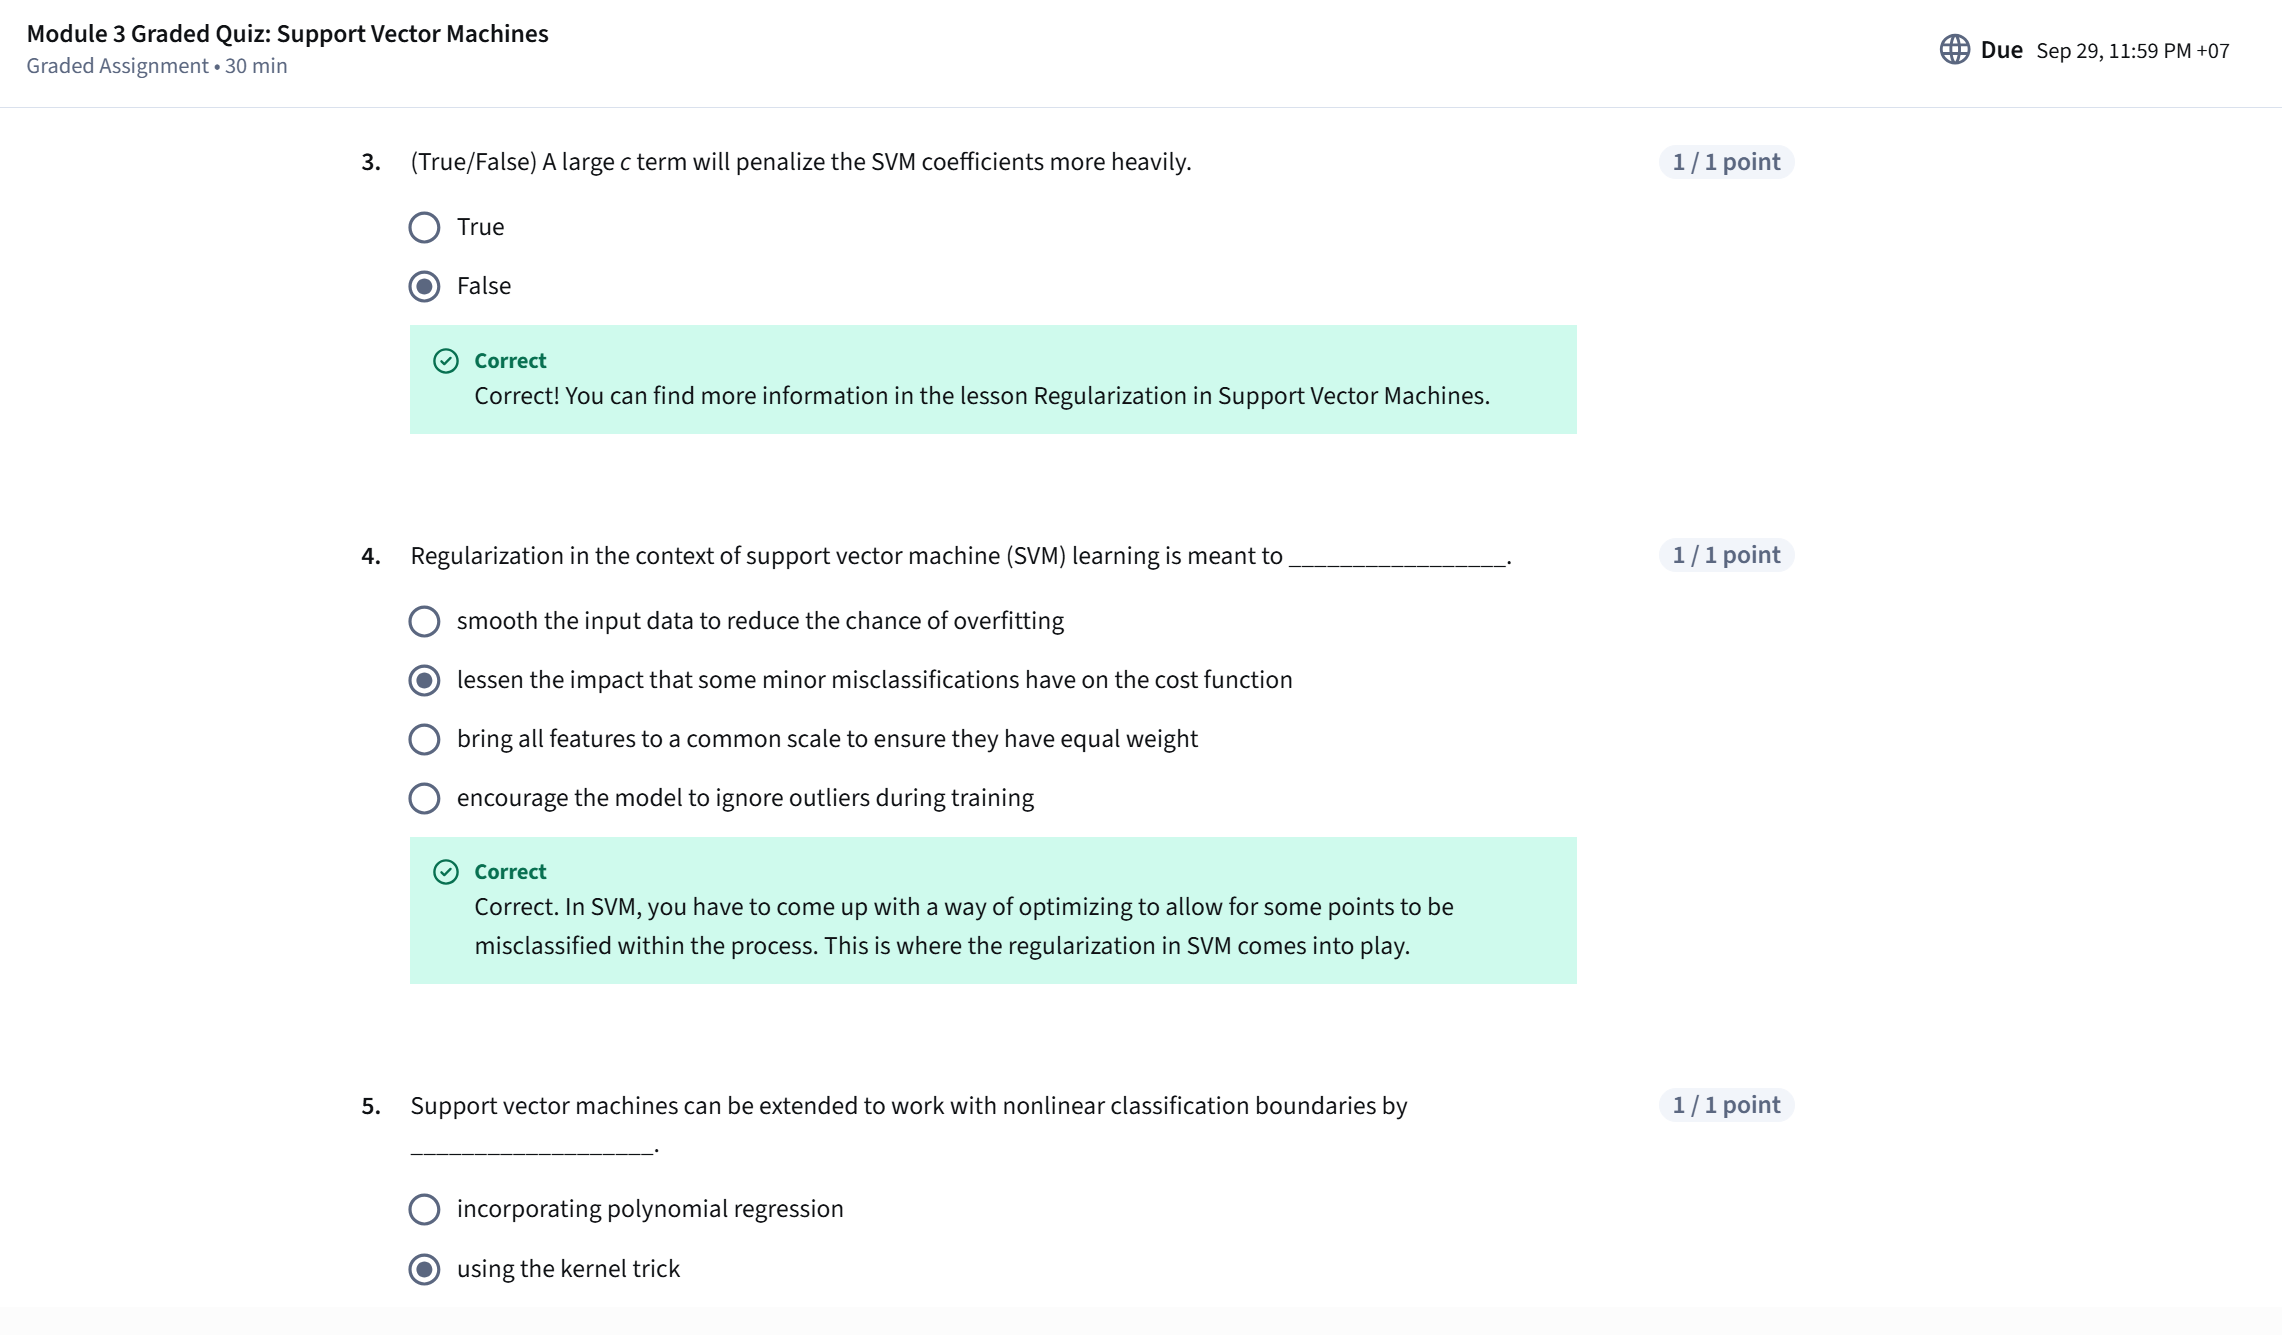 Module 3 Graded Quiz: Support Vector Machines
Graded Assignment • 30 min
Due Sep 29, 11:59 PM +07
3. (True/False) A large c term will penalize the SVM coefficients more heavily.
1 / 1 point
True
False
Correct
Correct! You can find more information in the lesson Regularization in Support Vector Machines.
4. Regularization in the context of support vector machine (SVM) learning is meant to _________________.
1 / 1 point
smooth the input data to reduce the chance of overfitting
lessen the impact that some minor misclassifications have on the cost function
bring all features to a common scale to ensure they have equal weight
encourage the model to ignore outliers during training
Correct
Correct. In SVM, you have to come up with a way of optimizing to allow for some points to be
misclassified within the process. This is where the regularization in SVM comes into play.
5. Support vector machines can be extended to work with nonlinear classification boundaries by
1 / 1 point
___________________.
incorporating polynomial regression
using the kernel trick